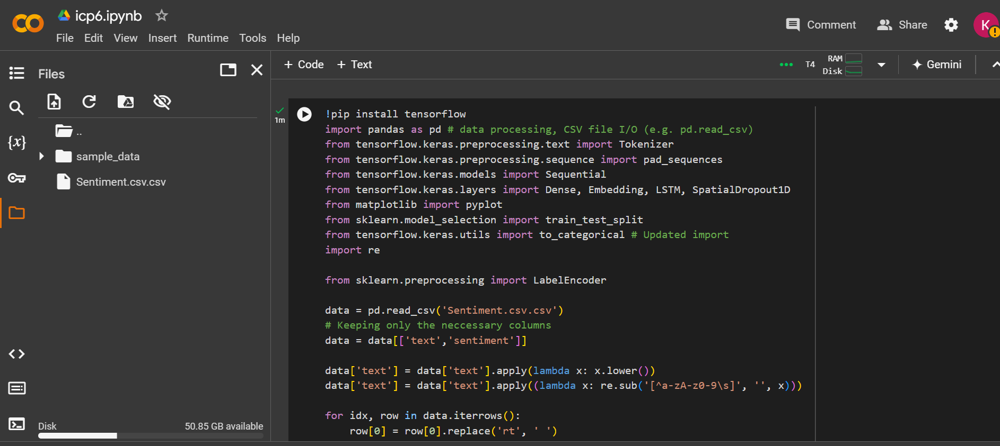 icp6.ipynb
File Edit View Insert Runtime Tools Help
Comment
Share
K
Files
+ Code + Text
T4
RAM
Disk
Gemini
..
sample_data
Sentiment.csv.csv
{x}
Disk
50.85 GB available
1m
!pip install tensorflow
import pandas as pd # data processing, CSV file I/O (e.g. pd.read_csv)
from tensorflow.keras.preprocessing.text import Tokenizer
from tensorflow.keras.preprocessing.sequence import pad_sequences
from tensorflow.keras.models import Sequential
from tensorflow.keras.layers import Dense, Embedding, LSTM, SpatialDropout1D
from matplotlib import pyplot
from sklearn.model_selection import train_test_split
from tensorflow.keras.utils import to_categorical # Updated import
import re
from sklearn.preprocessing import LabelEncoder
data = pd.read_csv('Sentiment.csv.csv')
# Keeping only the neccessary columns
data = data[['text','sentiment']]
data['text'] = data['text'].apply(lambda x: x.lower())
data['text'] = data['text'].apply((lambda x: re.sub('[^a-zA-z0-9\s]', '', x)))
for idx, row in data.iterrows():
    row[0] = row[0].replace('rt', ' ')